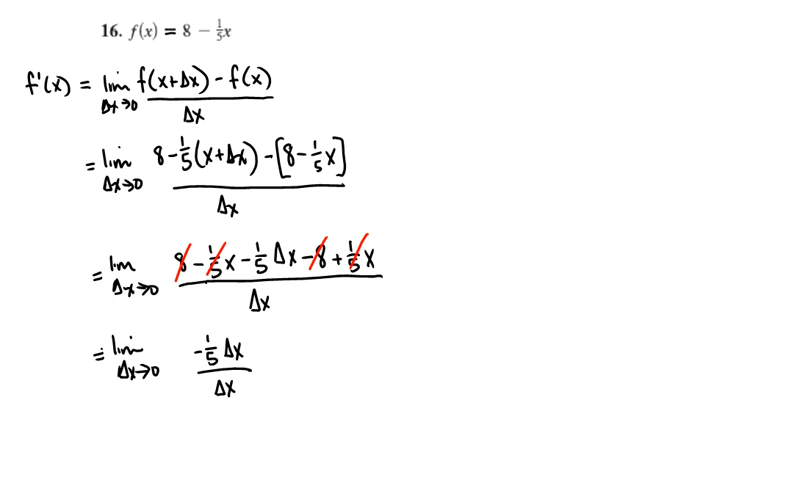 16. f(x) = 8 − 1/5x
f'(x) = lim Δx→0 f(x+Δx) - f(x) / Δx
= lim Δx→0 8 - 1/5(x+Δx) - [8 - 1/5x] / Δx
= lim Δx→0 8 - 1/5x - 1/5Δx - 8 + 1/5x / Δx
= lim Δx→0 -1/5Δx / Δx